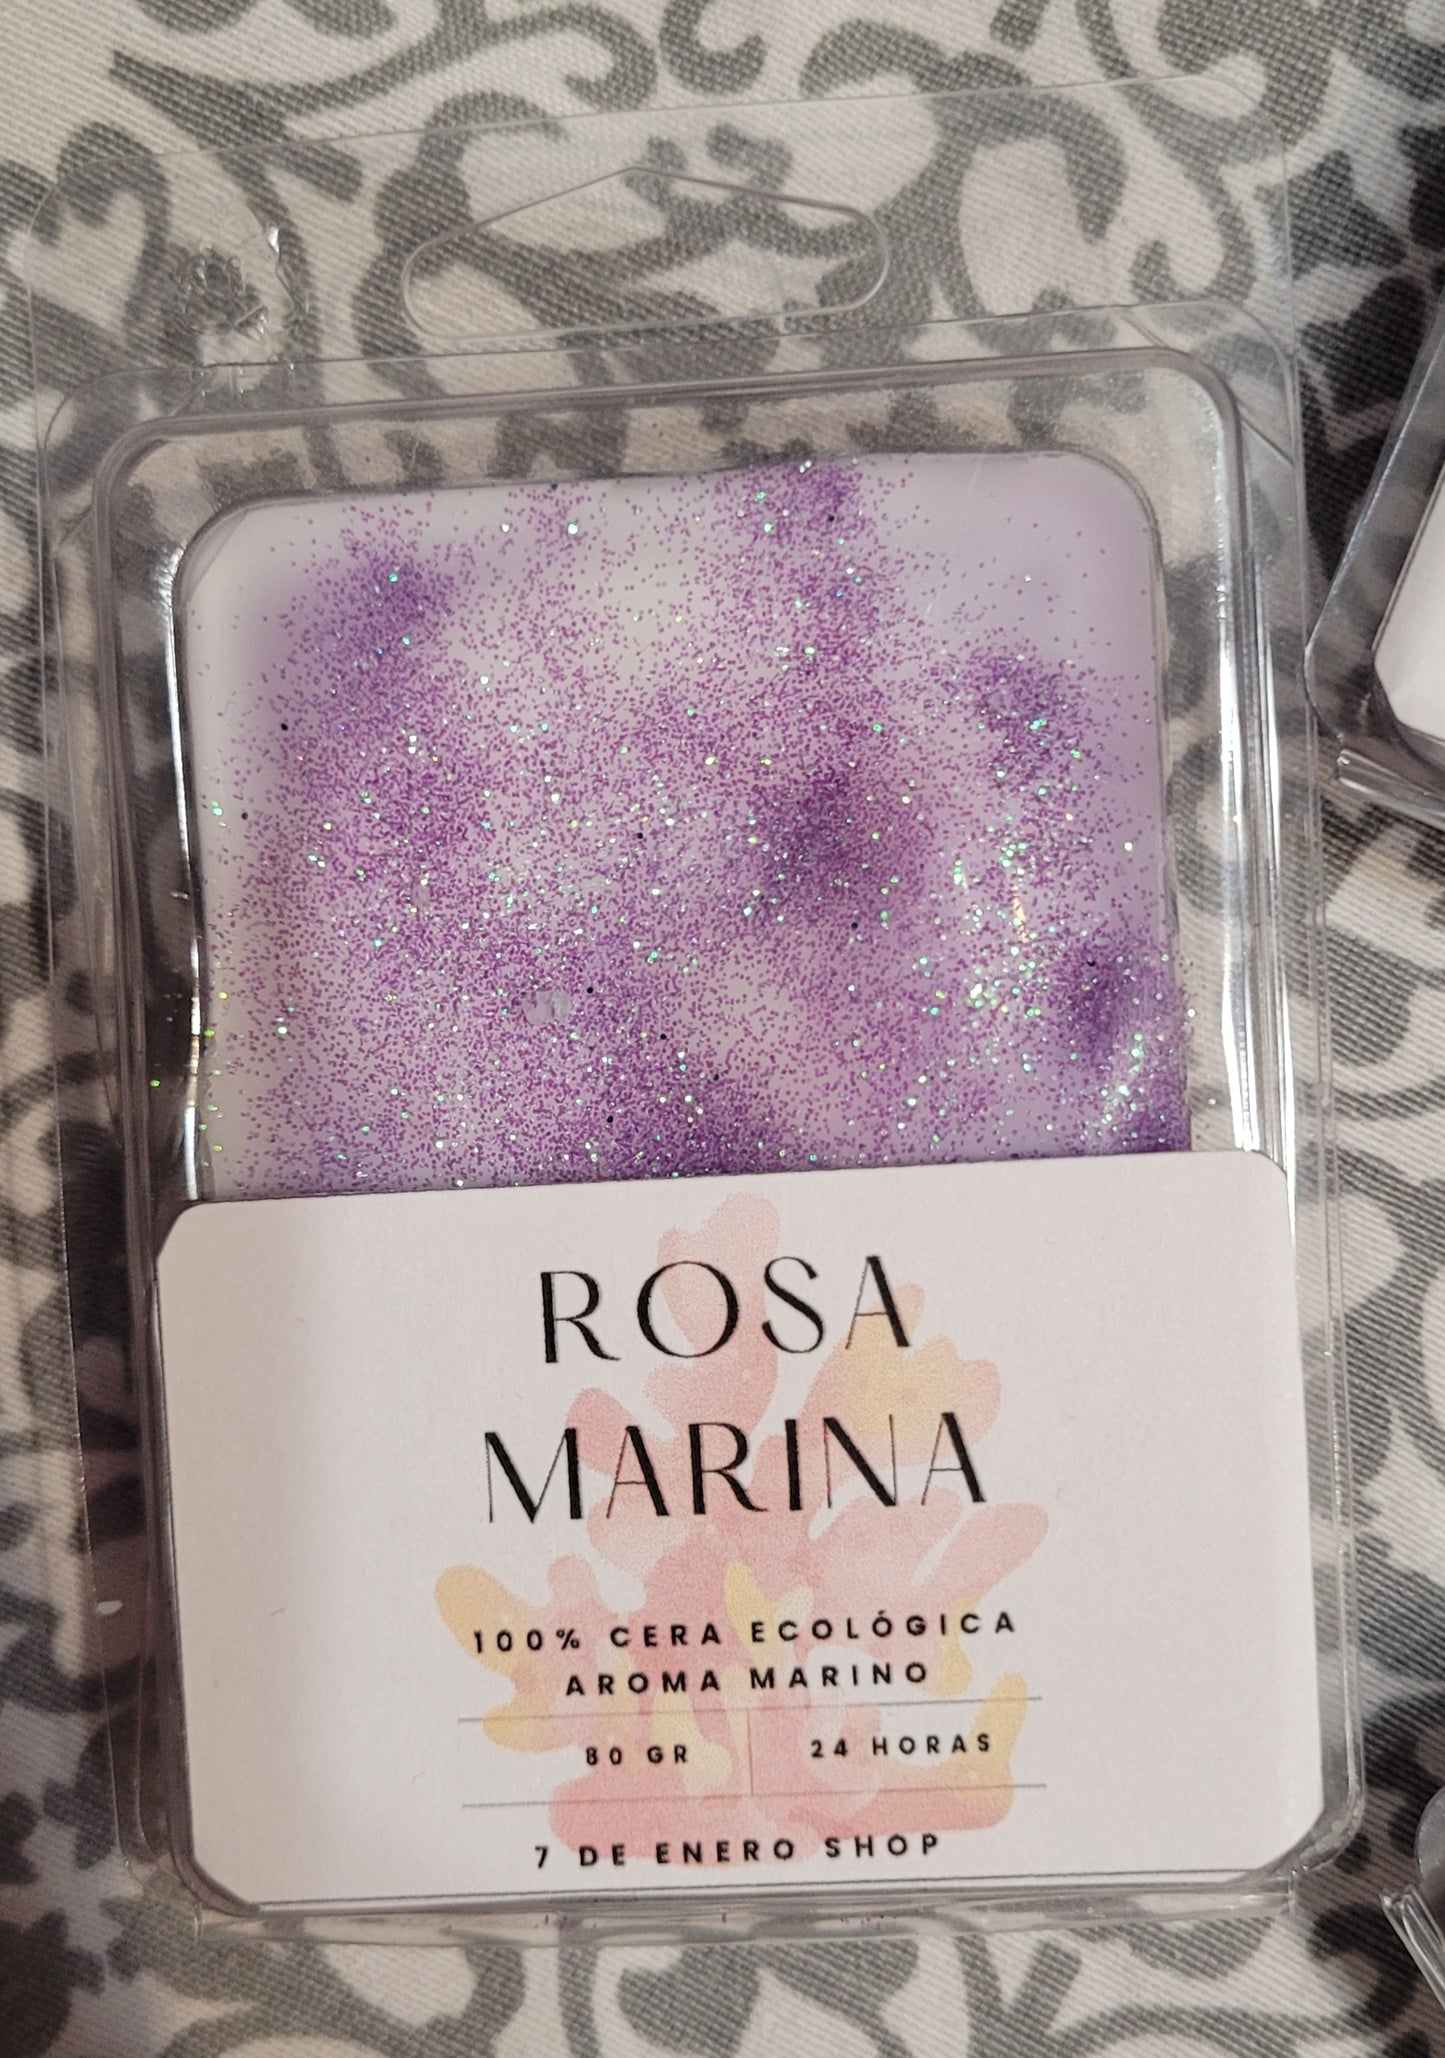 ROSA
MARINA
100% CERA ECOLÓGICA
AROMA MARINO
80 GR 24 HORAS
7 DE ENERO SHOP